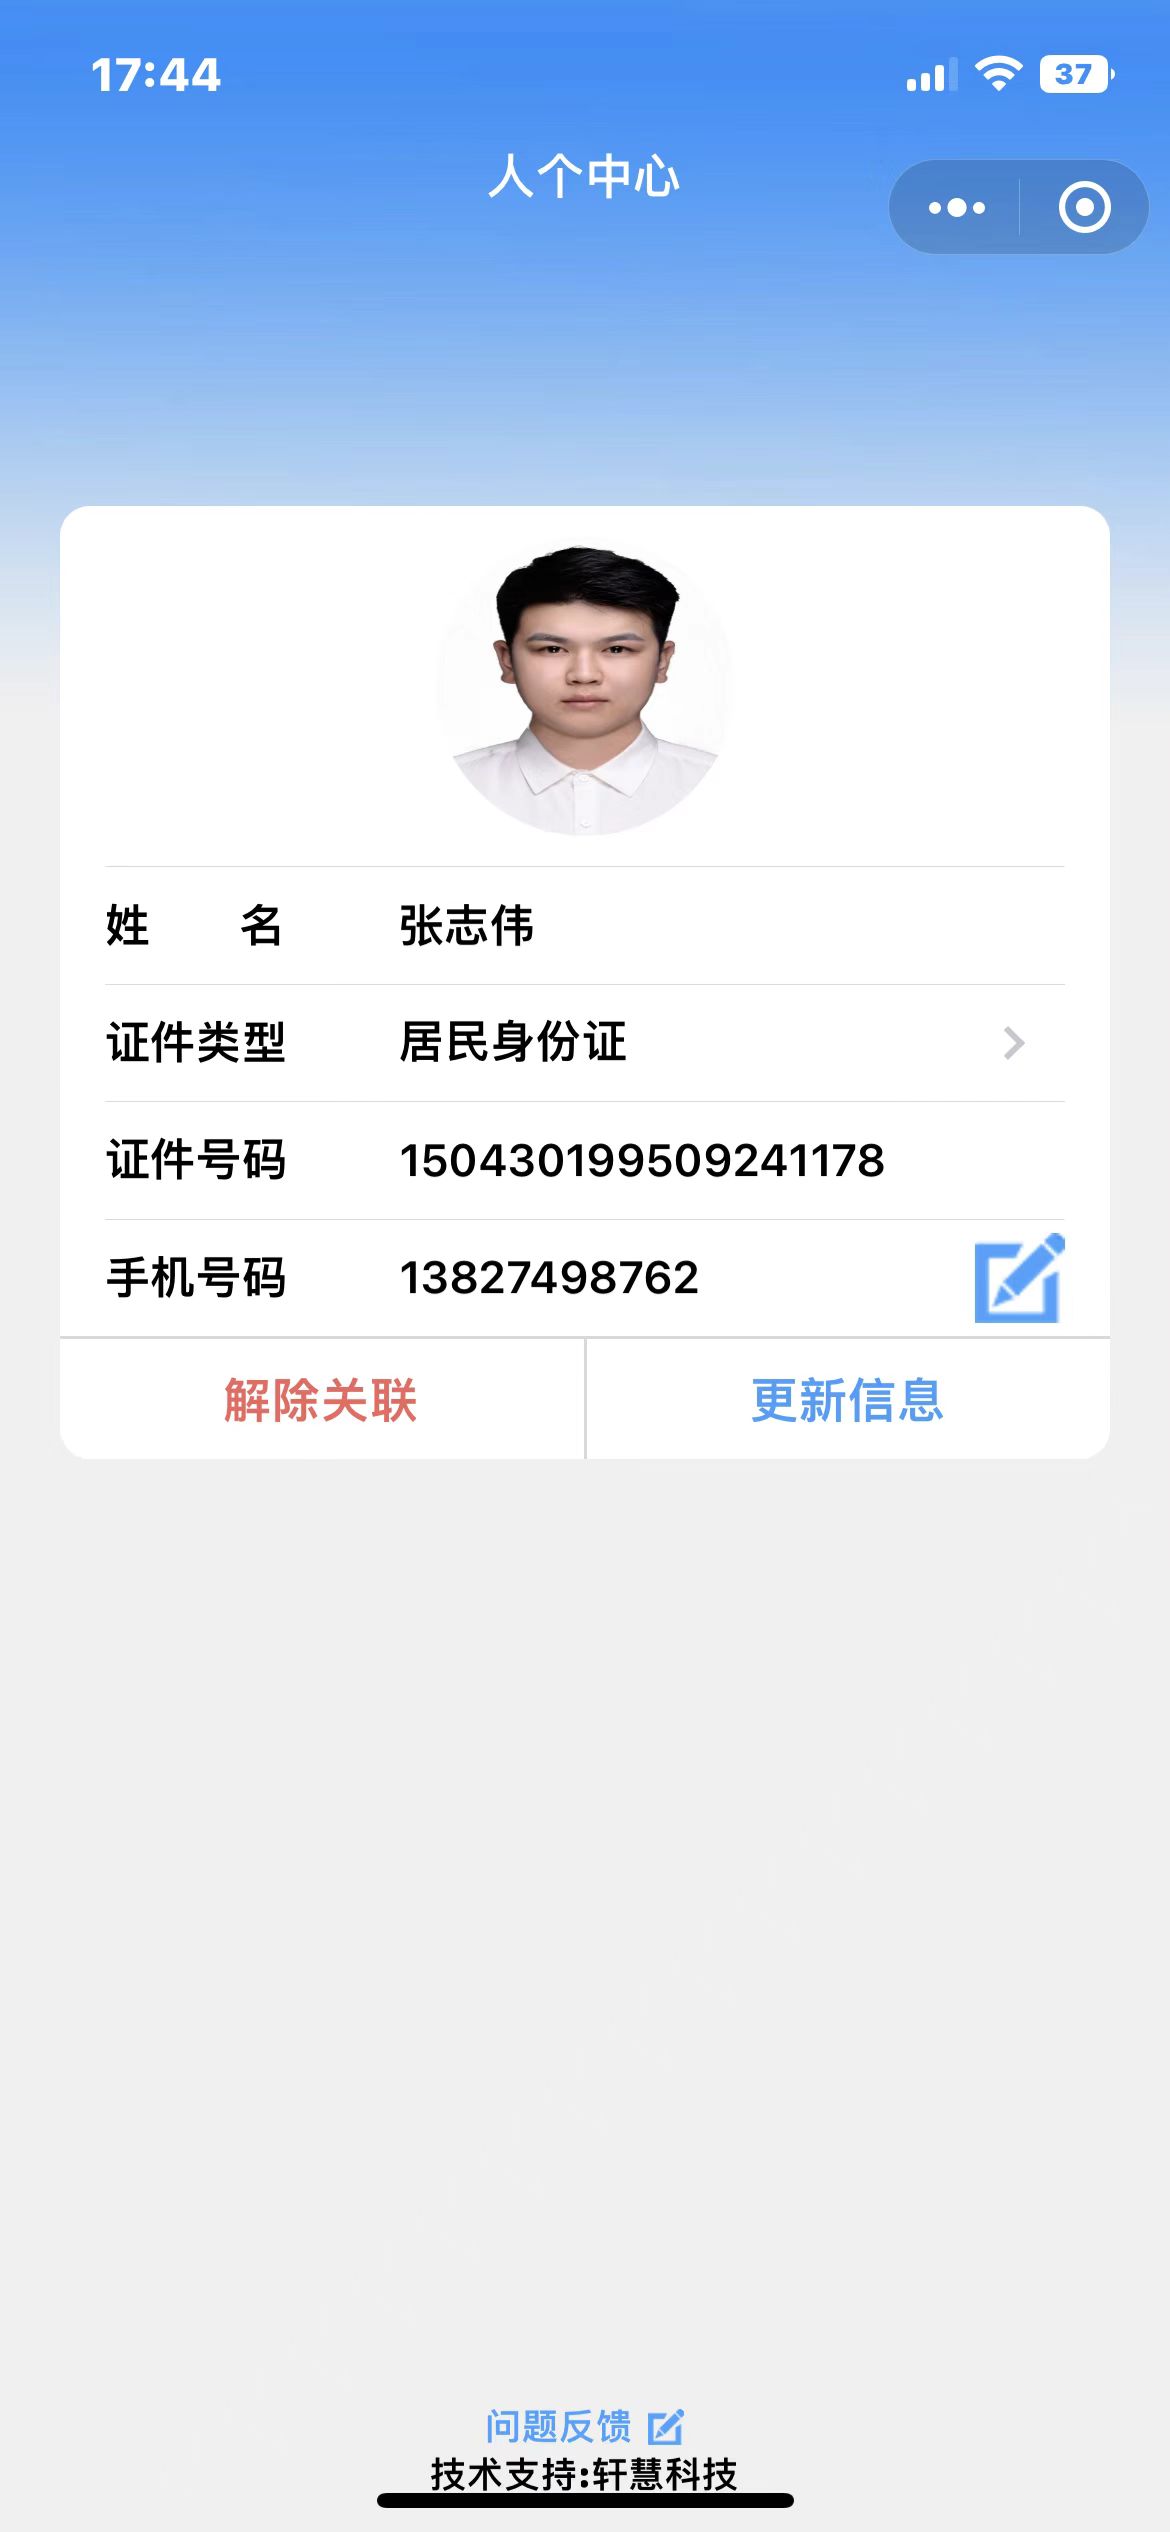 17:44
37
人个中心
姓 名 张志伟
证件类型 居民身份证
证件号码 150430199509241178
手机号码 13827498762
解除关联 更新信息
问题反馈
技术支持:轩慧科技